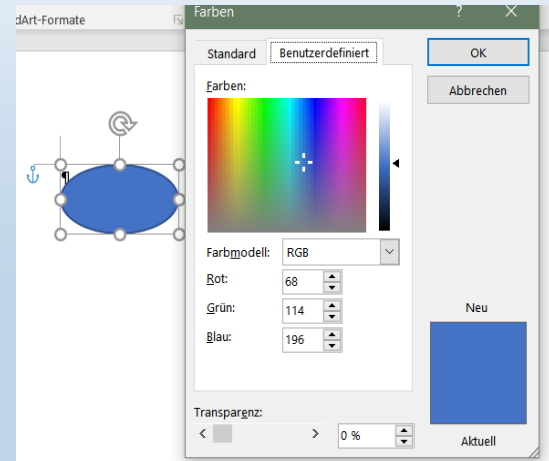 dArt-Formate
Farben
?
Standard
Benutzerdefiniert
OK
Abbrechen
Farben:
¶
Farbmodell:
RGB
Rot:
68
Grün:
114
Blau:
196
Neu
Transparenz:
0 %
Aktuell